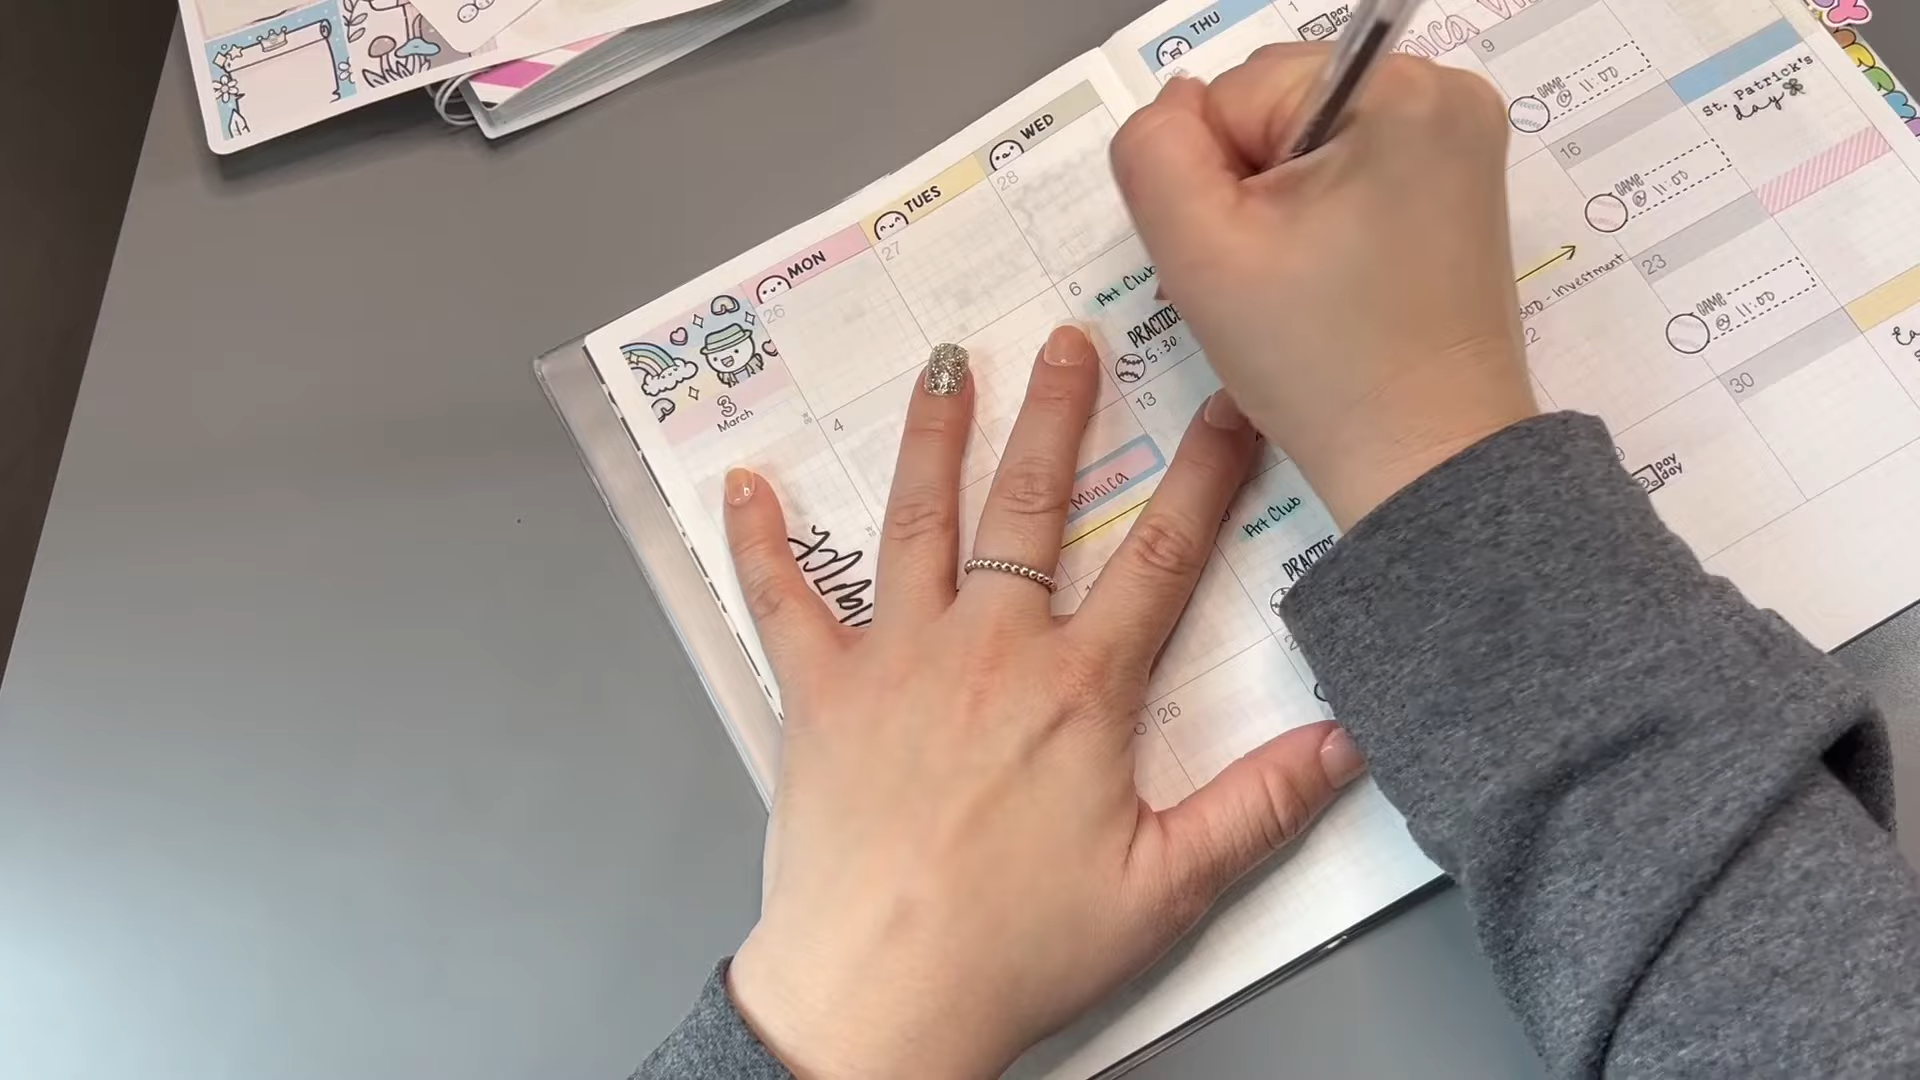 MON
TUES
WED
THU
3
March
26
27
28
1
pay
day
9
GAME
@ 11:00
4
6
Art Club
PRACTICE
5:30
16
GAME
@ 11:00
St. Patrick's
day
13
Monica
Investment
23
GAME
@ 11:00
Art Club
PRACTICE
pay
day
30
26